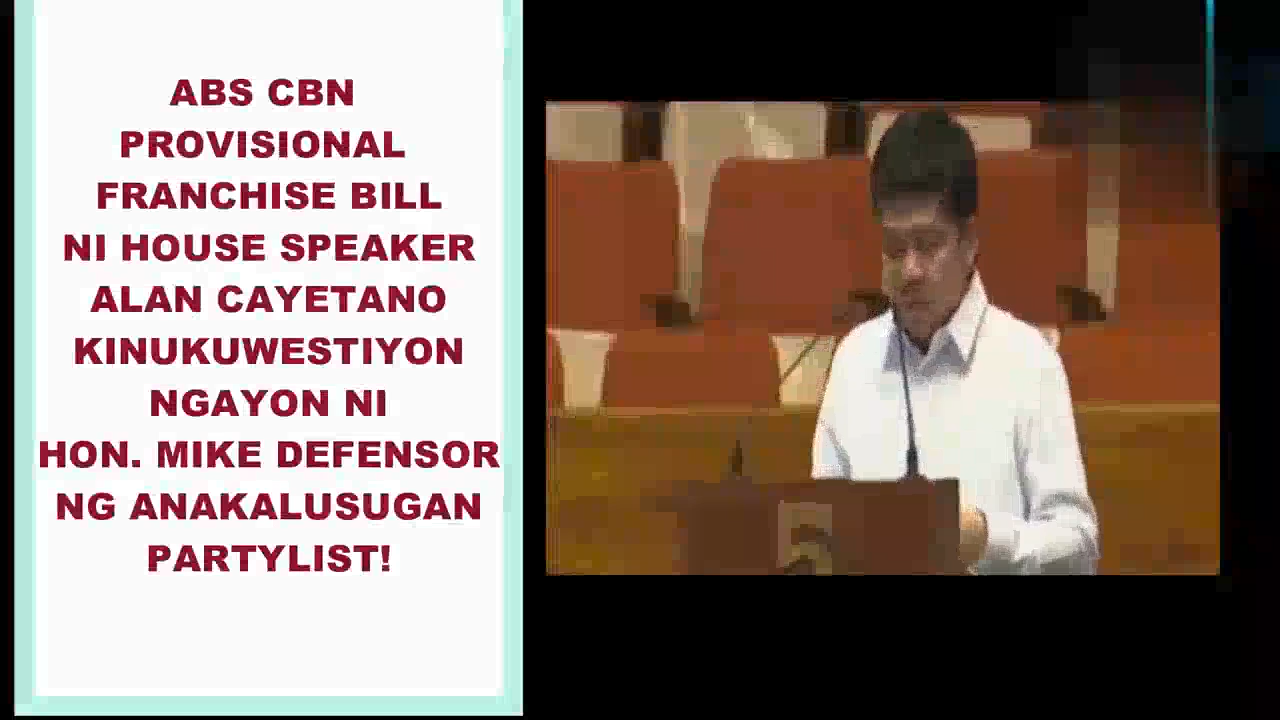 ABS CBN
PROVISIONAL
FRANCHISE BILL
NI HOUSE SPEAKER
ALAN CAYETANO
KINUKUWESTIYON
NGAYON NI
HON. MIKE DEFENSOR
NG ANAKALUSUGAN
PARTYLIST!